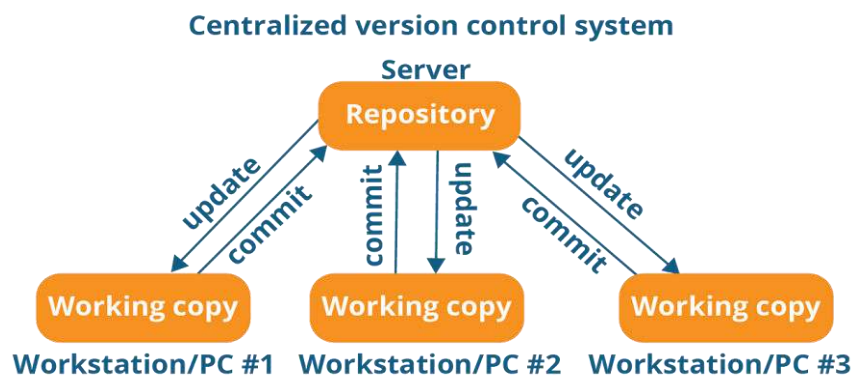 Centralized version control system
Server
Repository
update
commit
commit
update
update
commit
Working copy
Working copy
Working copy
Workstation/PC #1
Workstation/PC #2
Workstation/PC #3